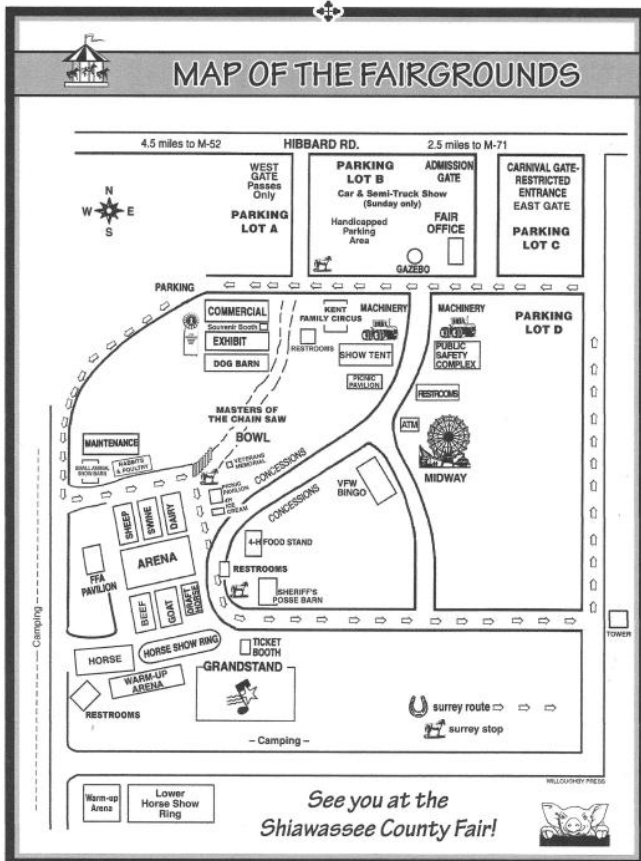 MAP OF THE FAIRGROUNDS
4.5 miles to M-52
HIBBARD RD.
2.5 miles to M-71
N
W E
S
WEST
GATE
Passes
Only
PARKING
LOT A
PARKING
LOT B
Car & Semi-Truck Show
(Sunday only)
Handicapped
Parking
Area
ADMISSION
GATE
FAIR
OFFICE
GAZEBO
CARNIVAL GATE-
RESTRICTED
ENTRANCE
EAST GATE
PARKING
LOT C
PARKING
COMMERCIAL
Souvenir Booth
EXHIBIT
DOG BARN
KENT
FAMILY CIRCUS
RESTROOMS
MACHINERY
SHOW TENT
PICNIC
PAVILION
MACHINERY
PUBLIC
SAFETY
COMPLEX
RESTROOMS
ATM
MIDWAY
PARKING
LOT D
MASTERS OF
THE CHAIN SAW
BOWL
VETERANS
MEMORIAL
MAINTENANCE
SMALL ANIMAL
SHOW BARN
RABBITS
& POULTRY
CONCESSIONS
CONCESSIONS
VFW
BINGO
PICNIC
PAVILION
4H
ICE
CREAM
SHEEP
SWINE
DAIRY
ARENA
FFA
PAVILION
BEEF
GOAT
DRAFT
HORSE
4-H FOOD STAND
RESTROOMS
SHERIFF'S
POSSE BARN
TOWER
HORSE
HORSE SHOW RING
WARM-UP
ARENA
RESTROOMS
TICKET
BOOTH
GRANDSTAND
surrey route
surrey stop
– Camping –
— Camping —
WILLOUGHBY PRESS
Warm-up
Arena
Lower
Horse Show
Ring
See you at the
Shiawassee County Fair!